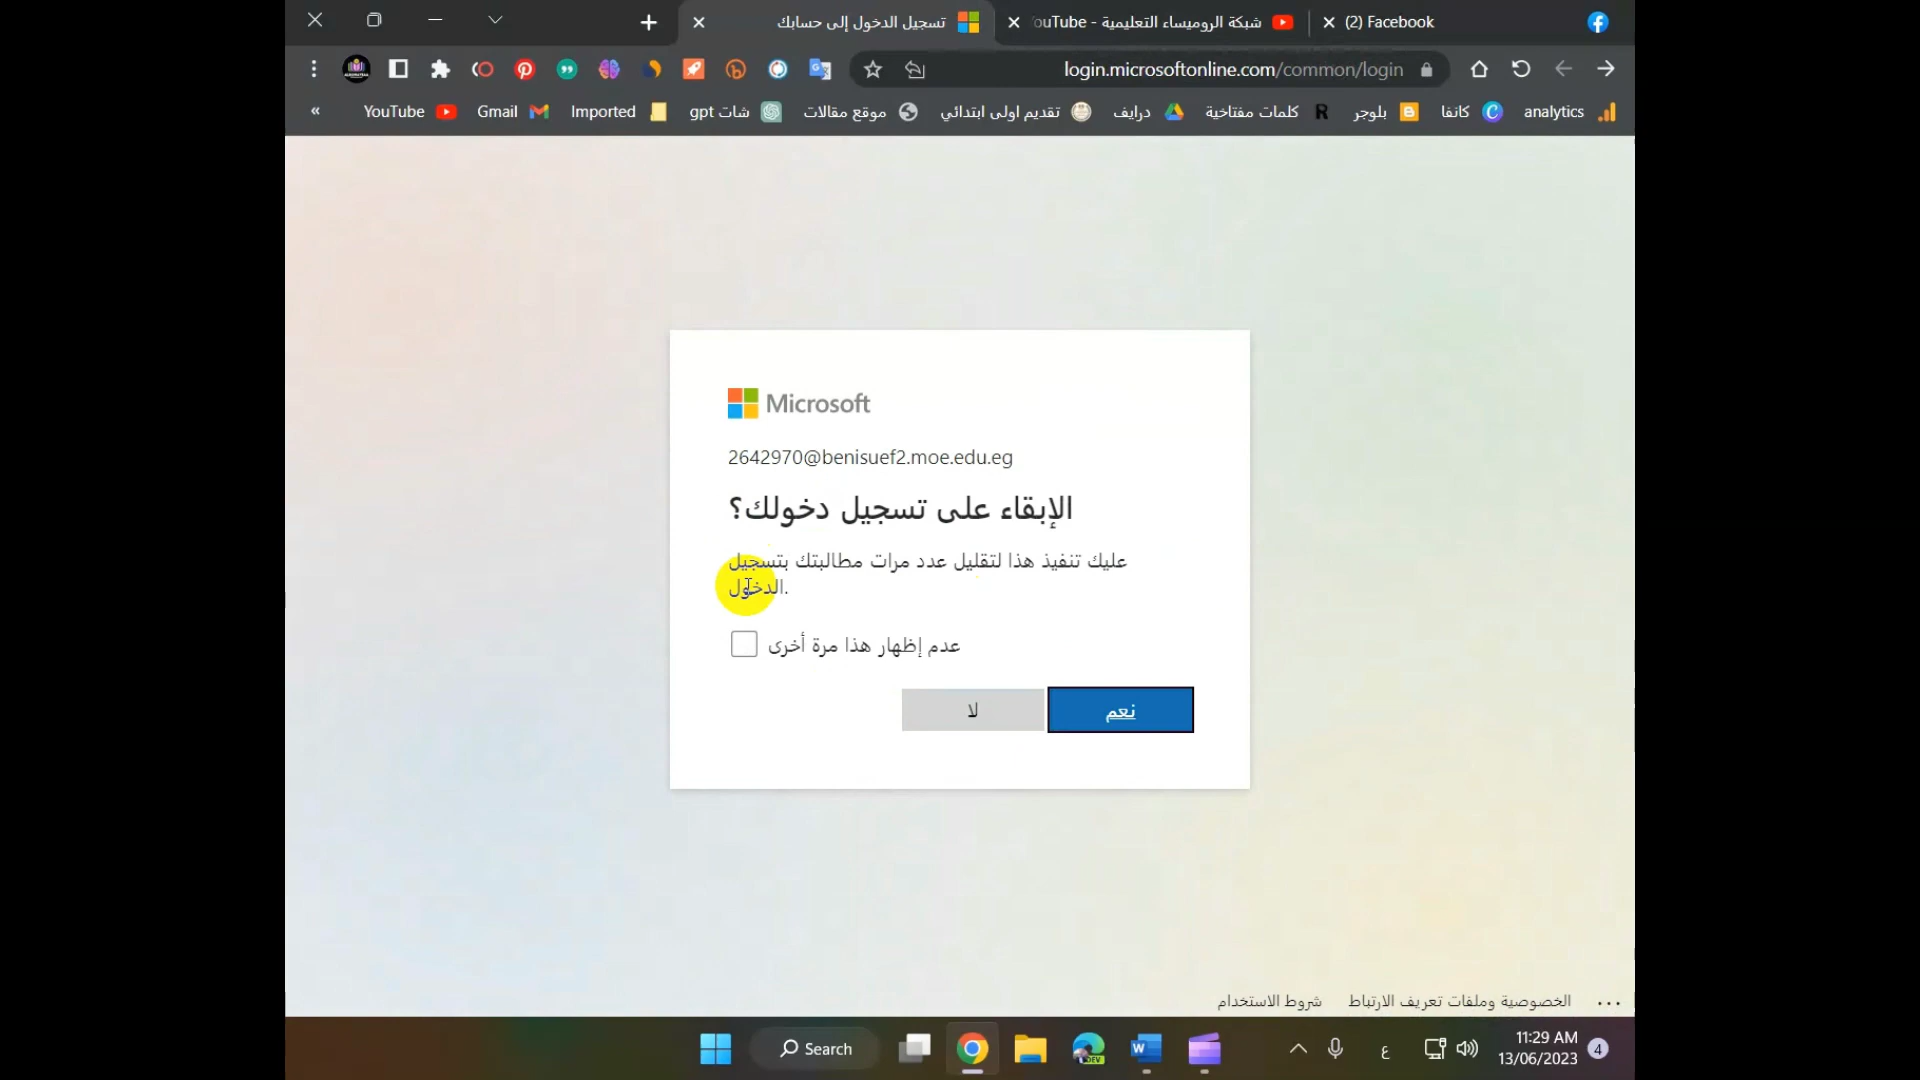 تسجيل الدخول إلى حسابك
شبكة الروميساء التعليمية - ouTube
(2) Facebook
login.microsoftonline.com/common/login
analytics
كانفا
بلوجر
كلمات مفتاخية
درايف
تقديم اولى ابتدائي
موقع مقالات
شات gpt
Imported
Gmail
YouTube
Microsoft
2642970@benisuef2.moe.edu.eg
الإبقاء على تسجيل دخولك؟
عليك تنفيذ هذا لتقليل عدد مرات مطالبتك بتسجيل
الدخول.
عدم إظهار هذا مرة أخرى
نعم
لا
الخصوصية وملفات تعريف الارتباط
شروط الاستخدام
Search
ع
11:29 AM
13/06/2023
4